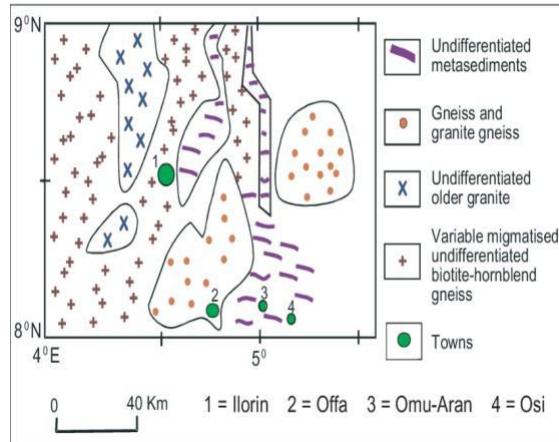 9⁰N
8⁰N
4⁰E
5⁰
1
2
3
4
Undifferentiated
metasediments
Gneiss and
granite gneiss
Undifferentiated
older granite
Variable migmatised
undifferentiated
biotite-hornblend
gneiss
Towns
0 40 Km
1 = Ilorin 2 = Offa 3 = Omu-Aran 4 = Osi